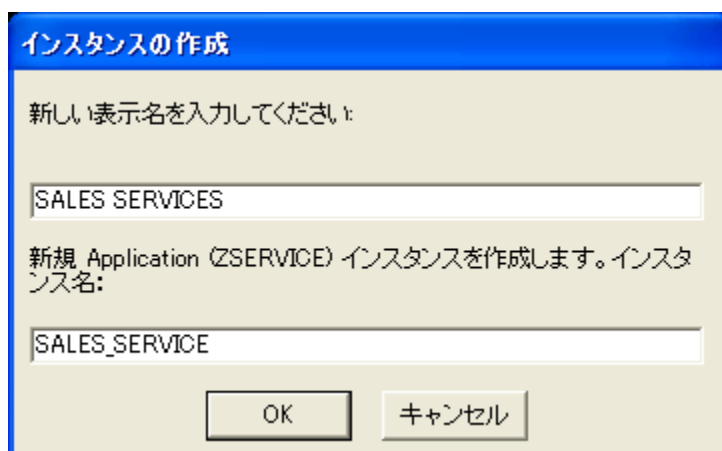 インスタンスの作成
新しい表示名を入力してください:
SALES SERVICES
新規 Application (ZSERVICE) インスタンスを作成します。インスタ
ンス名:
SALES_SERVICE
OK キャンセル